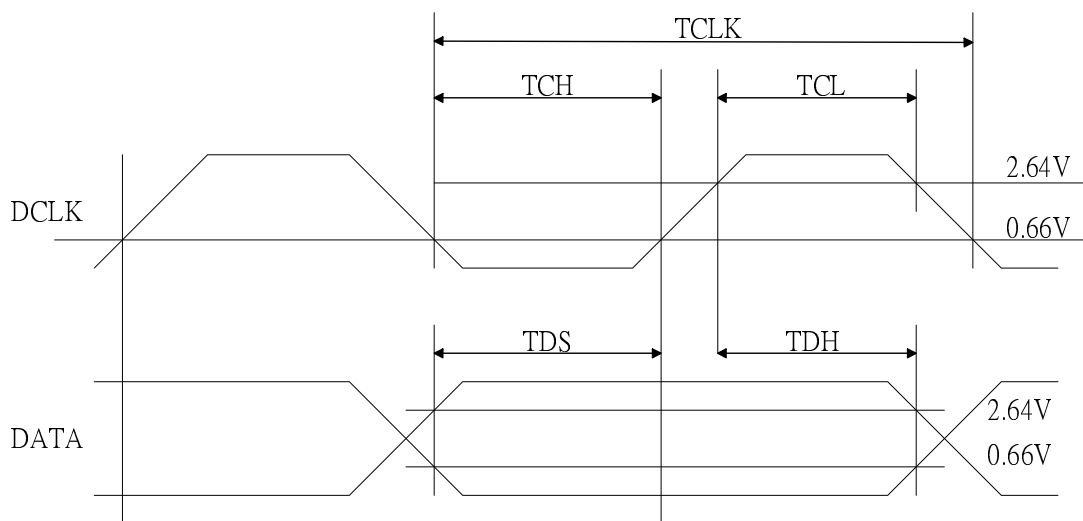 TCLK
TCH TCL
2.64V
DCLK
0.66V
TDS TDH
2.64V
DATA
0.66V